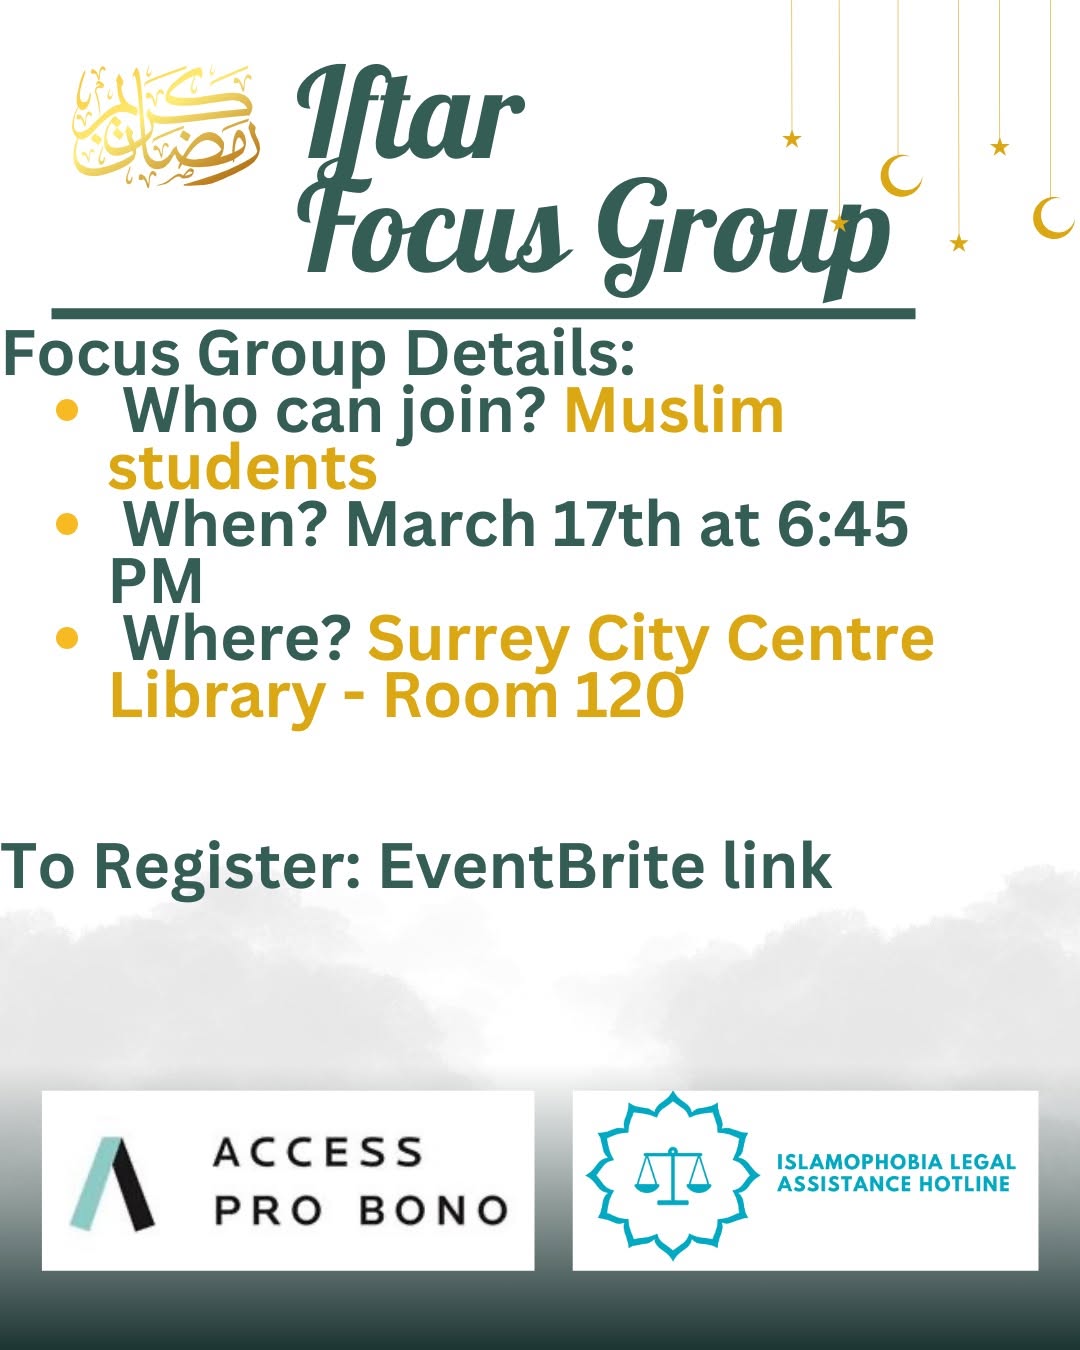 رمضان كريم
Iftar
Focus Group
Focus Group Details:
Who can join? Muslim
students
When? March 17th at 6:45
PM
Where? Surrey City Centre
Library - Room 120
To Register: EventBrite link
ACCESS
PRO BONO
ISLAMOPHOBIA LEGAL
ASSISTANCE HOTLINE